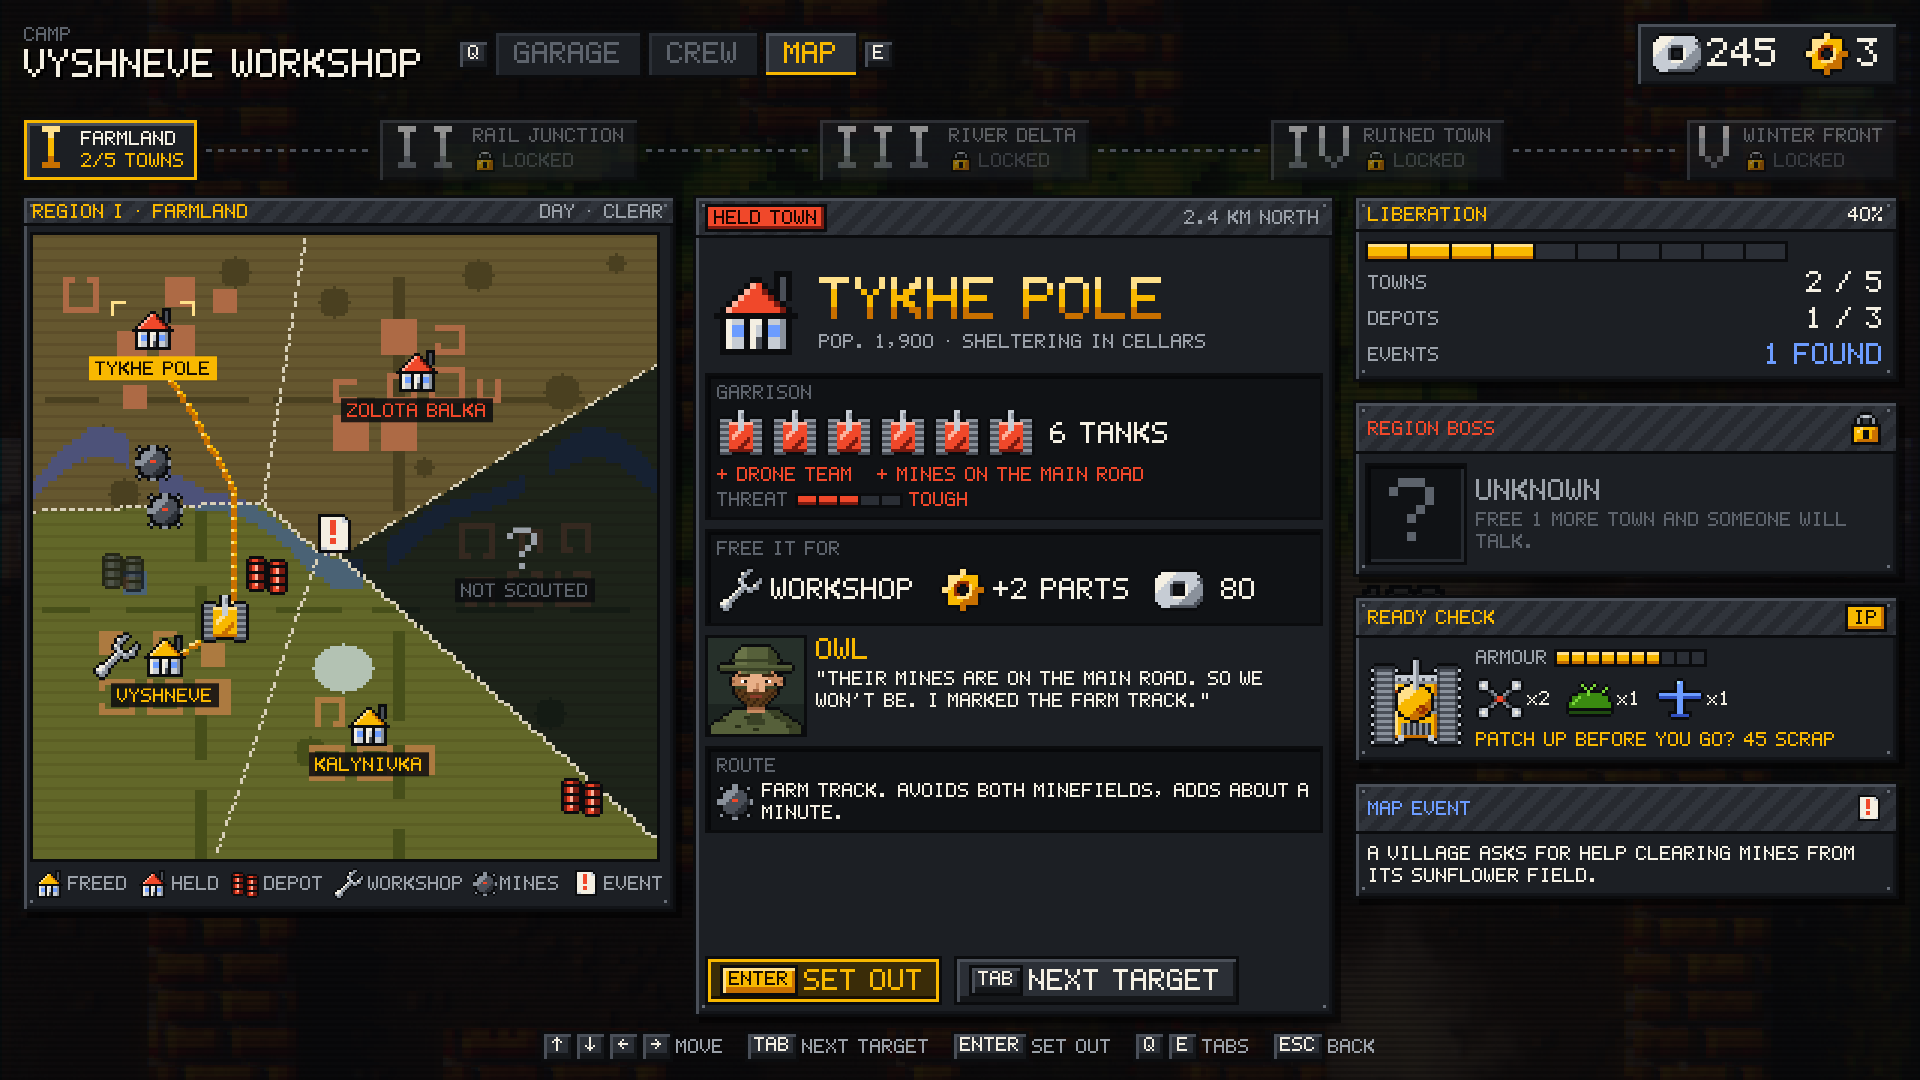 CAMP
VYSHNEVE WORKSHOP
Q GARAGE CREW MAP E
245 3
I FARMLAND 2/5 TOWNS
II RAIL JUNCTION LOCKED
III RIVER DELTA LOCKED
IV RUINED TOWN LOCKED
V WINTER FRONT LOCKED
REGION I · FARMLAND
DAY · CLEAR
TYKHE POLE
ZOLOTA BALKA
!
?
NOT SCOUTED
VYSHNEVE
KALYNIVKA
FREED HELD DEPOT WORKSHOP MINES ! EVENT
HELD TOWN
2.4 KM NORTH
TYKHE POLE
POP. 1,900 · SHELTERING IN CELLARS
GARRISON
6 TANKS
+ DRONE TEAM + MINES ON THE MAIN ROAD
THREAT TOUGH
FREE IT FOR
WORKSHOP +2 PARTS 80
OWL
"THEIR MINES ARE ON THE MAIN ROAD. SO WE
WON'T BE. I MARKED THE FARM TRACK."
ROUTE
FARM TRACK. AVOIDS BOTH MINEFIELDS, ADDS ABOUT A
MINUTE.
ENTER SET OUT
TAB NEXT TARGET
LIBERATION 40%
TOWNS 2 / 5
DEPOTS 1 / 3
EVENTS 1 FOUND
REGION BOSS
?
UNKNOWN
FREE 1 MORE TOWN AND SOMEONE WILL
TALK.
READY CHECK IP
ARMOUR
x2 x1 x1
PATCH UP BEFORE YOU GO? 45 SCRAP
MAP EVENT !
A VILLAGE ASKS FOR HELP CLEARING MINES FROM
ITS SUNFLOWER FIELD.
↑ ↓ ← → MOVE TAB NEXT TARGET ENTER SET OUT Q E TABS ESC BACK